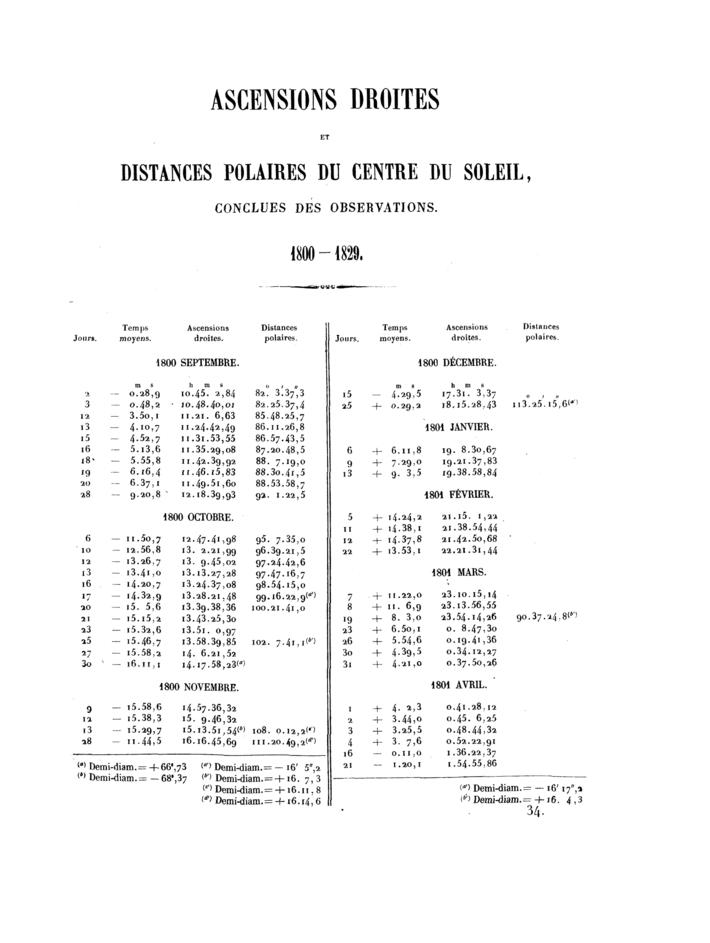 ASCENSIONS DROITES
ET
DISTANCES POLAIRES DU CENTRE DU SOLEIL,
CONCLUES DES OBSERVATIONS.
1800 — 1829.
Jours. Temps moyens. Ascensions droites. Distances polaires.
1800 SEPTEMBRE.
m s h m s o ′ ″
2 — 0.28,9 10.45. 2,84 82. 3.37,3
3 — 0.48,2 10.48.40,01 82.25.37,4
12 — 3.50,1 11.21. 6,63 85.48.25,7
13 — 4.10,7 11.24.42,49 86.11.26,8
15 — 4.52,7 11.31.53,55 86.57.43,5
16 — 5.13,6 11.35.29,08 87.20.48,5
18 — 5.55,8 11.42.39,92 88. 7.19,0
19 — 6.16,4 11.46.15,83 88.30.41,5
20 — 6.37,1 11.49.51,60 88.53.58,7
28 — 9.20,8 12.18.39,93 92. 1.22,5
1800 OCTOBRE.
6 — 11.50,7 12.47.41,98 95. 7.35,0
10 — 12.56,8 13. 2.21,99 96.39.21,5
12 — 13.26,7 13. 9.45,02 97.24.42,6
13 — 13.41,0 13.13.27,28 97.47.16,7
16 — 14.20,7 13.24.37,08 98.54.15,0
17 — 14.32,9 13.28.21,48 99.16.22,9(a′)
20 — 15. 5,6 13.39.38,36 100.21.41,0
21 — 15.15,2 13.43.25,30
23 — 15.32,6 13.51. 0,97
25 — 15.46,7 13.58.39,85 102. 7.41,1(b′)
27 — 15.58,2 14. 6.21,52
30 — 16.11,1 14.17.58,23(a)
1800 NOVEMBRE.
9 — 15.58,6 14.57.36,32
12 — 15.38,3 15. 9.46,32
13 — 15.29,7 15.13.51,54(b) 108. 0.12,2(c′)
28 — 11.44,5 16.16.45,69 111.20.49,2(d′)
(a) Demi-diam. = + 66s,73 (a′) Demi-diam. = — 16′ 5″,2
(b) Demi-diam. = — 68s,37 (b′) Demi-diam. = + 16. 7, 3
(c′) Demi-diam. = + 16.11, 8
(d′) Demi-diam. = + 16.14, 6
Jours. Temps moyens. Ascensions droites. Distances polaires.
1800 DÉCEMBRE.
m s h m s o ′ ″
15 — 4.29,5 17.31. 3,37
25 + 0.29,2 18.15.28,43 113.25.15,6(a′)
1801 JANVIER.
6 + 6.11,8 19. 8.30,67
9 + 7.29,0 19.21.37,83
13 + 9. 3,5 19.38.58,84
1801 FÉVRIER.
5 + 14.24,2 21.15. 1,22
11 + 14.38,1 21.38.54,44
12 + 14.37,8 21.42.50,68
22 + 13.53,1 22.21.31,44
1801 MARS.
7 + 11.22,0 23.10.15,14
8 + 11. 6,9 23.13.56,55
19 + 8. 3,0 23.54.14,26 90.37.24,8(b′)
23 + 6.50,1 0. 8.47,30
26 + 5.54,6 0.19.41,36
30 + 4.39,5 0.34.12,27
31 + 4.21,0 0.37.50,26
1801 AVRIL.
1 + 4. 2,3 0.41.28,12
2 + 3.44,0 0.45. 6,25
3 + 3.25,5 0.48.44,32
4 + 3. 7,6 0.52.22,91
16 — 0.11,0 1.36.22,37
21 — 1.20,1 1.54.55,86
(a′) Demi-diam. = — 16′ 17″,2
(b′) Demi-diam. = + 16. 4, 3
34.